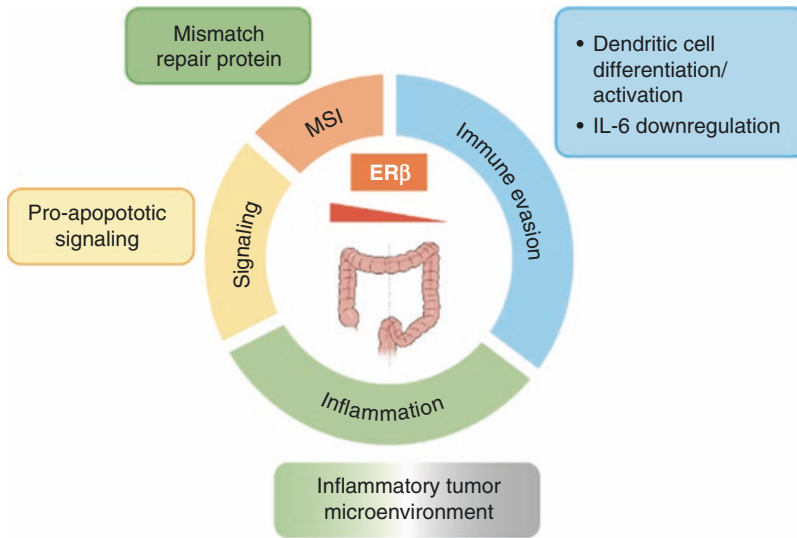 Mismatch
repair protein
• Dendritic cell
differentiation/
activation
• IL-6 downregulation
MSI
Immune evasion
ERβ
Pro-apopototic
signaling
Signaling
Inflammation
Inflammatory tumor
microenvironment